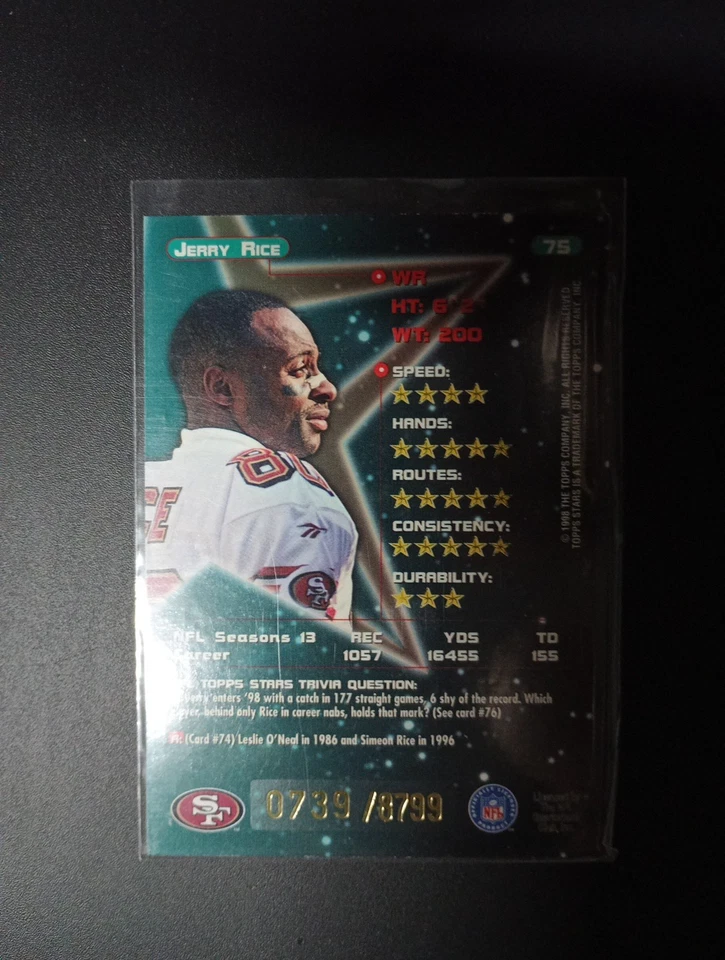 JERRY RICE
75
WR
HT: 6'2"
WT: 200
SPEED:
HANDS:
ROUTES:
CONSISTENCY:
DURABILITY:
NFL Seasons 13 REC YDS TD
Career 1057 16455 155
TOPPS STARS TRIVIA QUESTION:
enters '98 with a catch in 177 straight games, 6 shy of the record. Which
behind only Rice in career nabs, holds that mark? (See card #76)
A: (Card #74) Leslie O'Neal in 1986 and Simeon Rice in 1996
SF
0739 /8799
NFL
© 1998 THE TOPPS COMPANY, INC. ALL RIGHTS RESERVED
TOPPS STARS IS A TRADEMARK OF THE TOPPS COMPANY, INC
80
SF